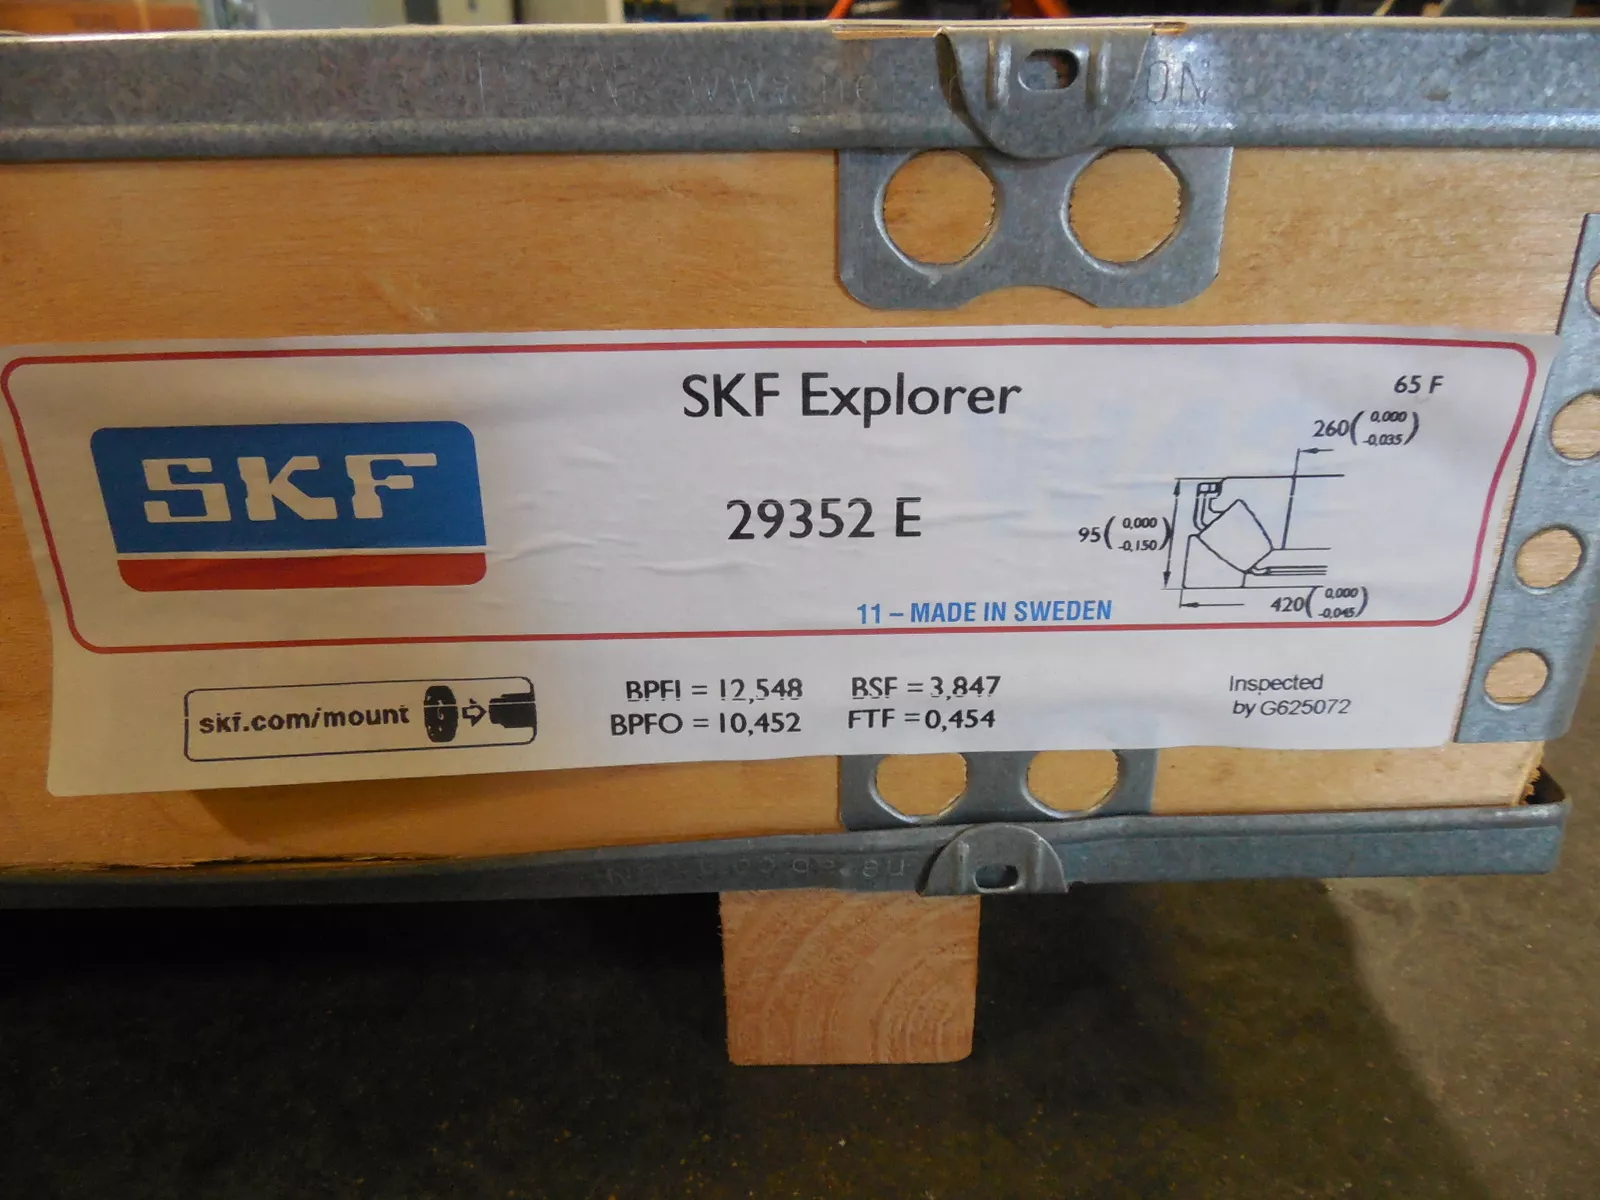 SKF Explorer
65 F
260(0,000 -0,035)
SKF
29352 E
95(0,000 -0,150)
11 – MADE IN SWEDEN
420(0,000 -0,045)
skf.com/mount
BPFI = 12,548 BSF = 3,847
BPFO = 10,452 FTF = 0,454
Inspected
by G625072